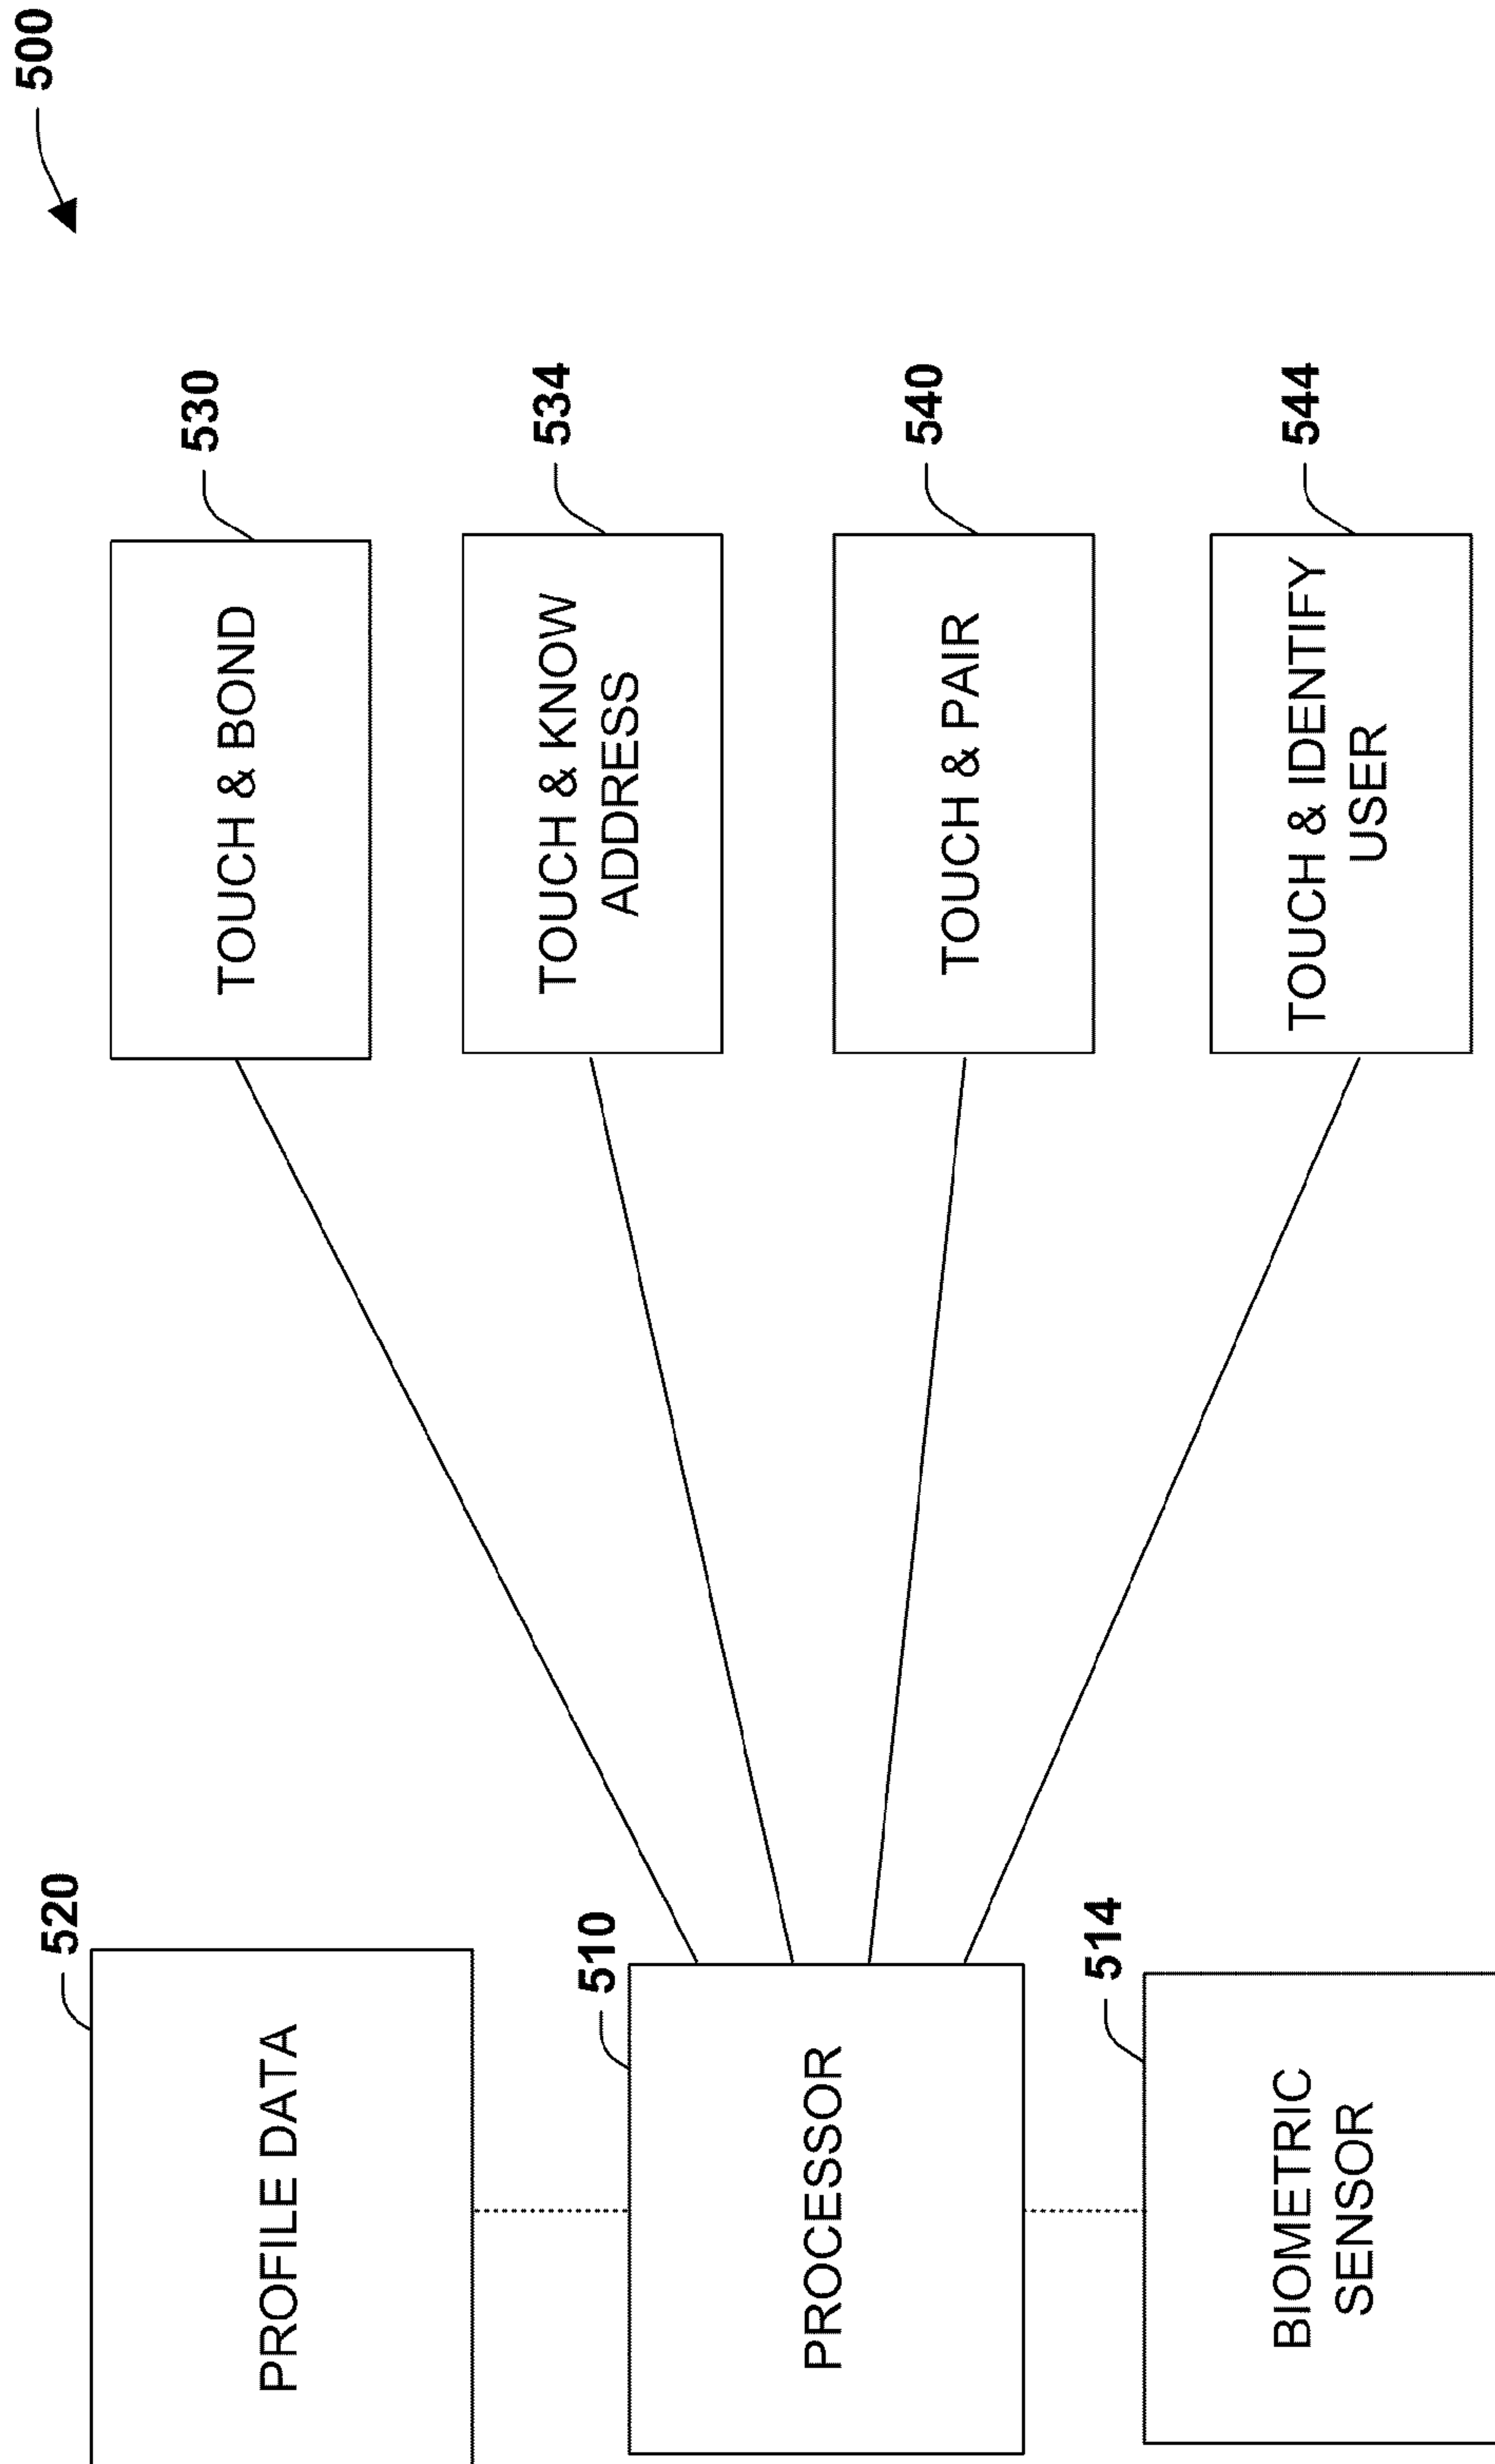 500
520
PROFILE DATA
510
PROCESSOR
514
BIOMETRIC
SENSOR
530
TOUCH & BOND
534
TOUCH & KNOW
ADDRESS
540
TOUCH & PAIR
544
TOUCH & IDENTIFY
USER